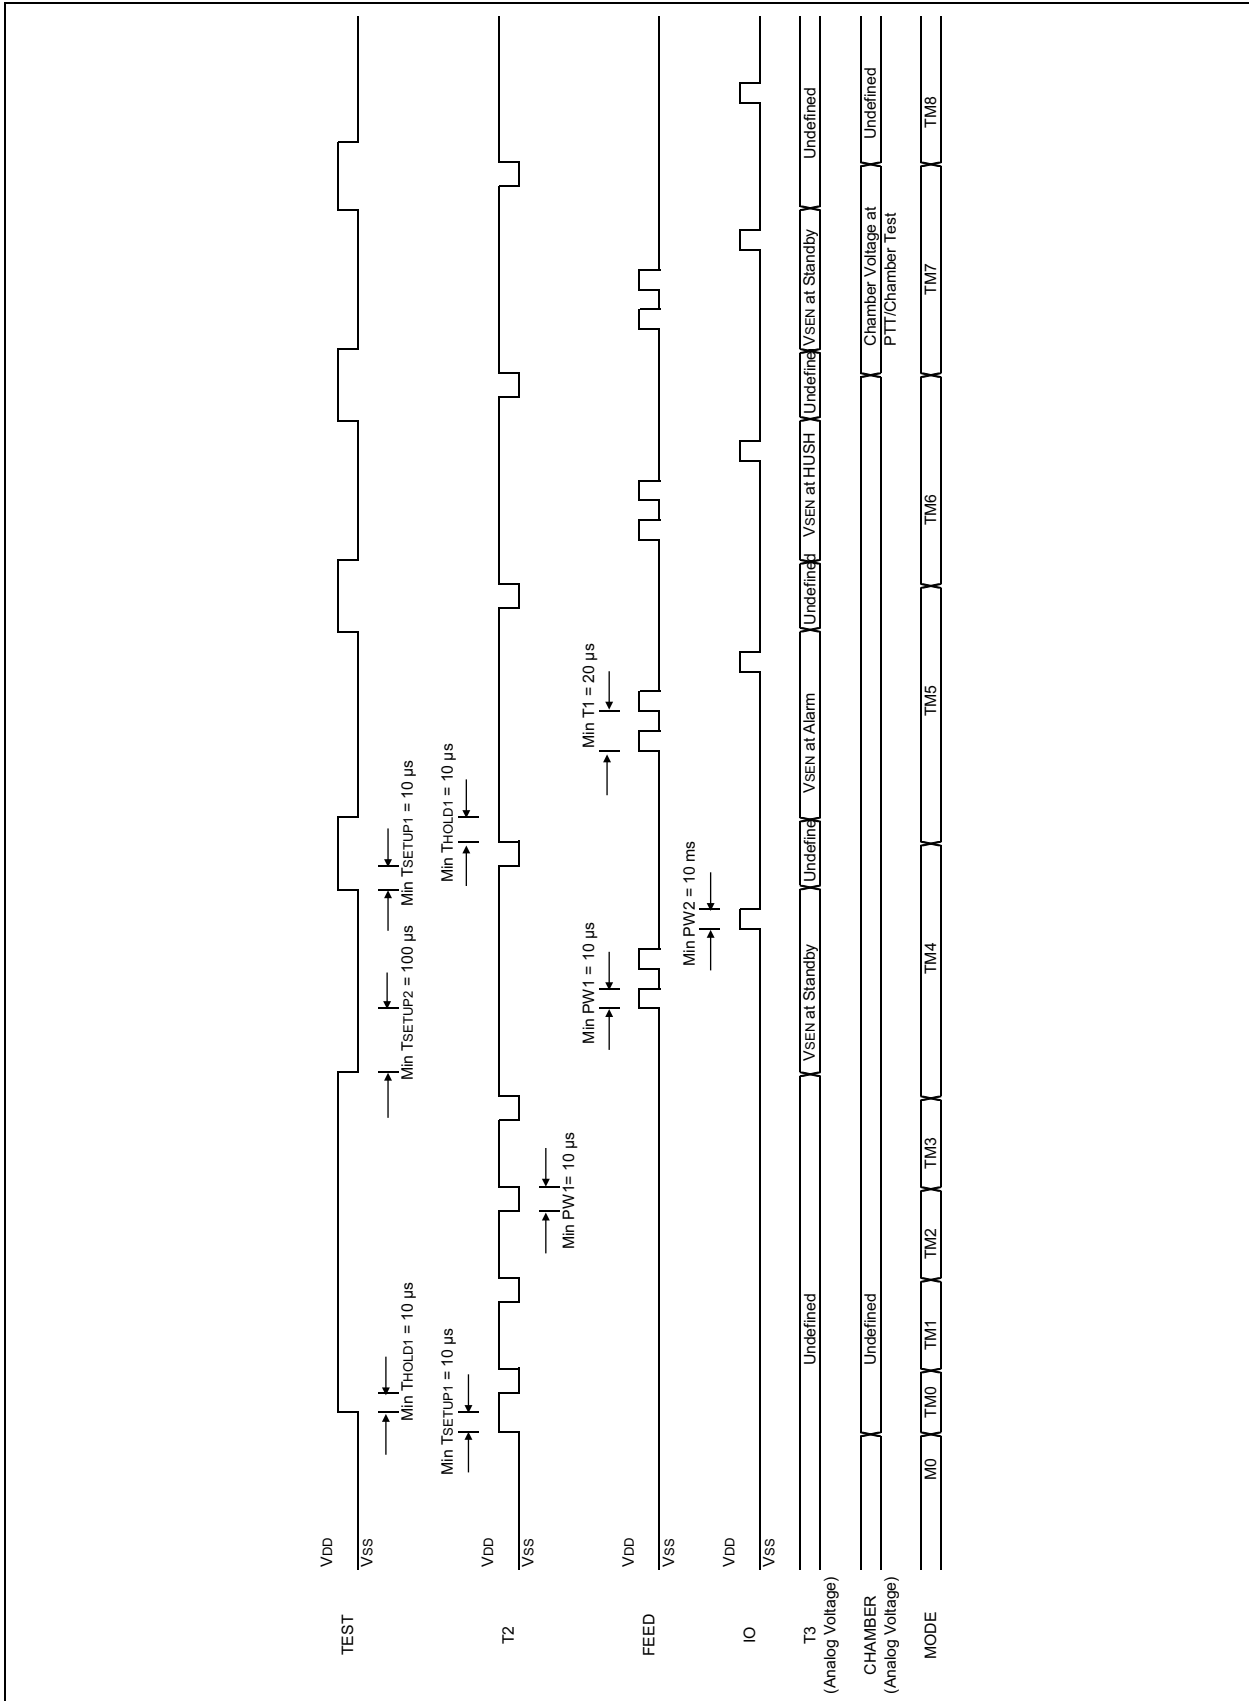 TEST
VDD
VSS
Min THOLD1 = 10 µs
Min TSETUP2 = 100 µs
Min TSETUP1 = 10 µs
T2
VDD
VSS
Min TSETUP1 = 10 µs
Min THOLD1 = 10 µs
Min PW1= 10 µs
FEED
VDD
VSS
Min PW1 = 10 µs
Min T1 = 20 µs
IO
VDD
VSS
Min PW2 = 10 ms
T3
(Analog Voltage)
Undefined
VSEN at Standby
Undefine
VSEN at Alarm
Undefined
VSEN at HUSH
Undefine
VSEN at Standby
Undefined
CHAMBER
(Analog Voltage)
Undefined
Chamber Voltage at
PTT/Chamber Test
Undefined
MODE
M0
TM0
TM1
TM2
TM3
TM4
TM5
TM6
TM7
TM8